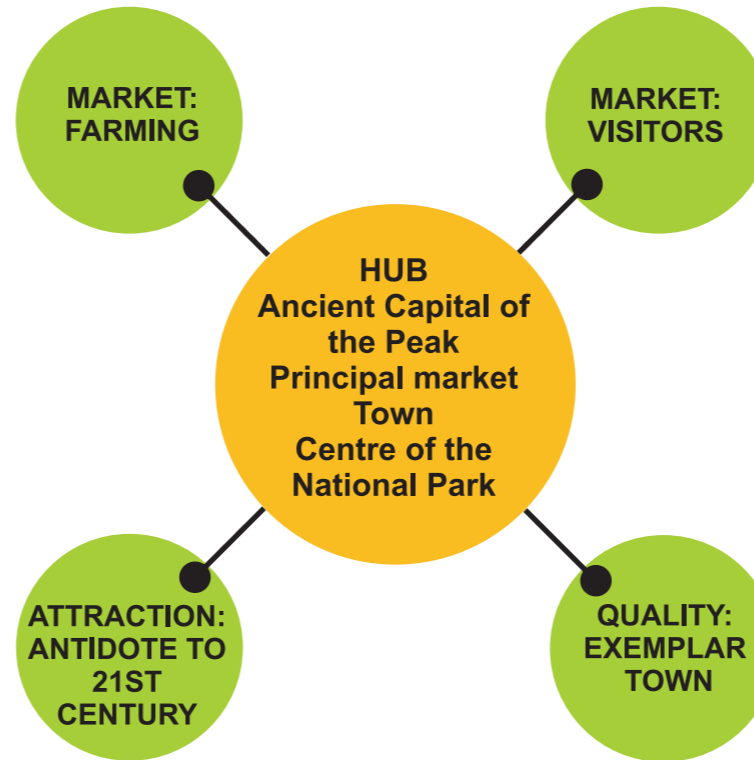 MARKET:
FARMING
MARKET:
VISITORS
HUB
Ancient Capital of
the Peak
Principal market
Town
Centre of the
National Park
ATTRACTION:
ANTIDOTE TO
21ST
CENTURY
QUALITY:
EXEMPLAR
TOWN